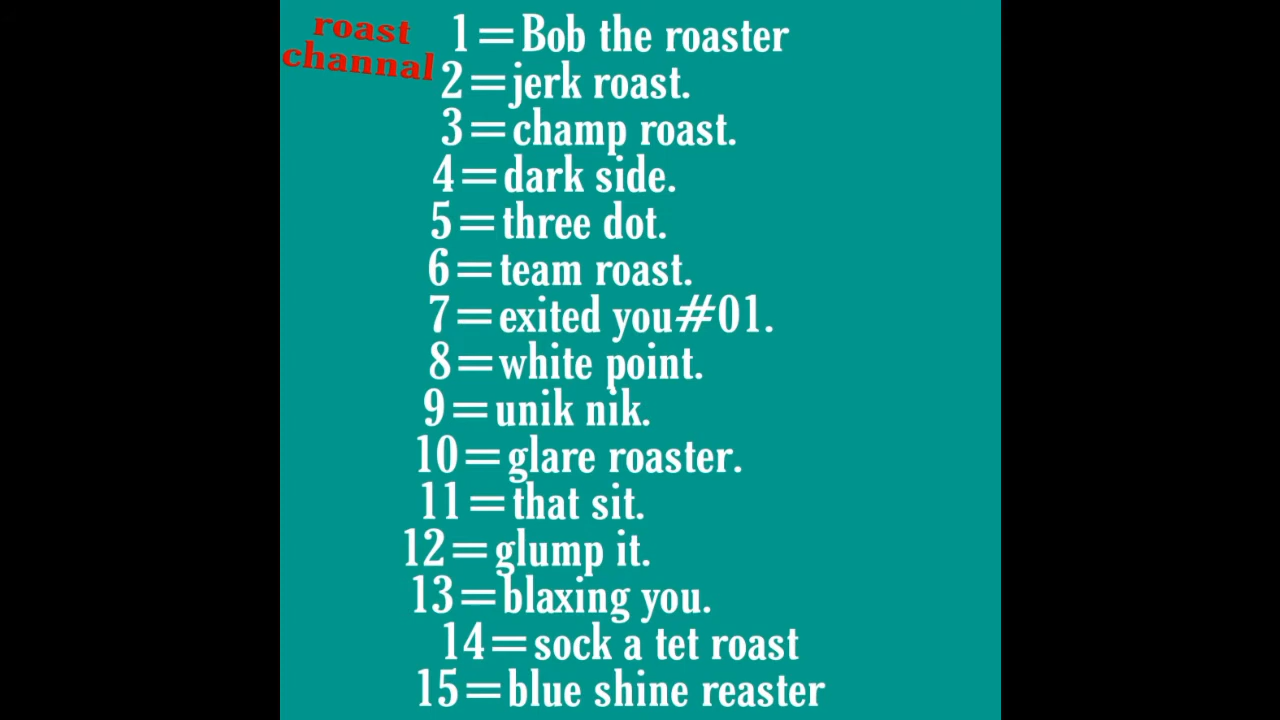 roast
channal
1=Bob the roaster
2=jerk roast.
3=champ roast.
4=dark side.
5=three dot.
6=team roast.
7=exited you#01.
8=white point.
9=unik nik.
10=glare roaster.
11=that sit.
12=glump it.
13=blaxing you.
14=sock a tet roast
15=blue shine reaster